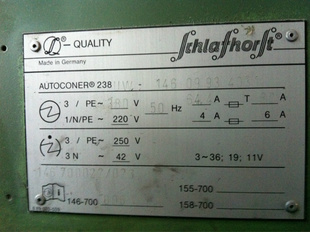 - QUALITY Schlafhorst
Made in Germany
AUTOCONER® 238
3 / PE~ 380 V 50 Hz A T A
1/N/PE~ 220 V 4 A 6 A
3 / PE~ 250 V
3 N ~ 42 V 3~36; 19; 11V
155-700
146-700 158-700